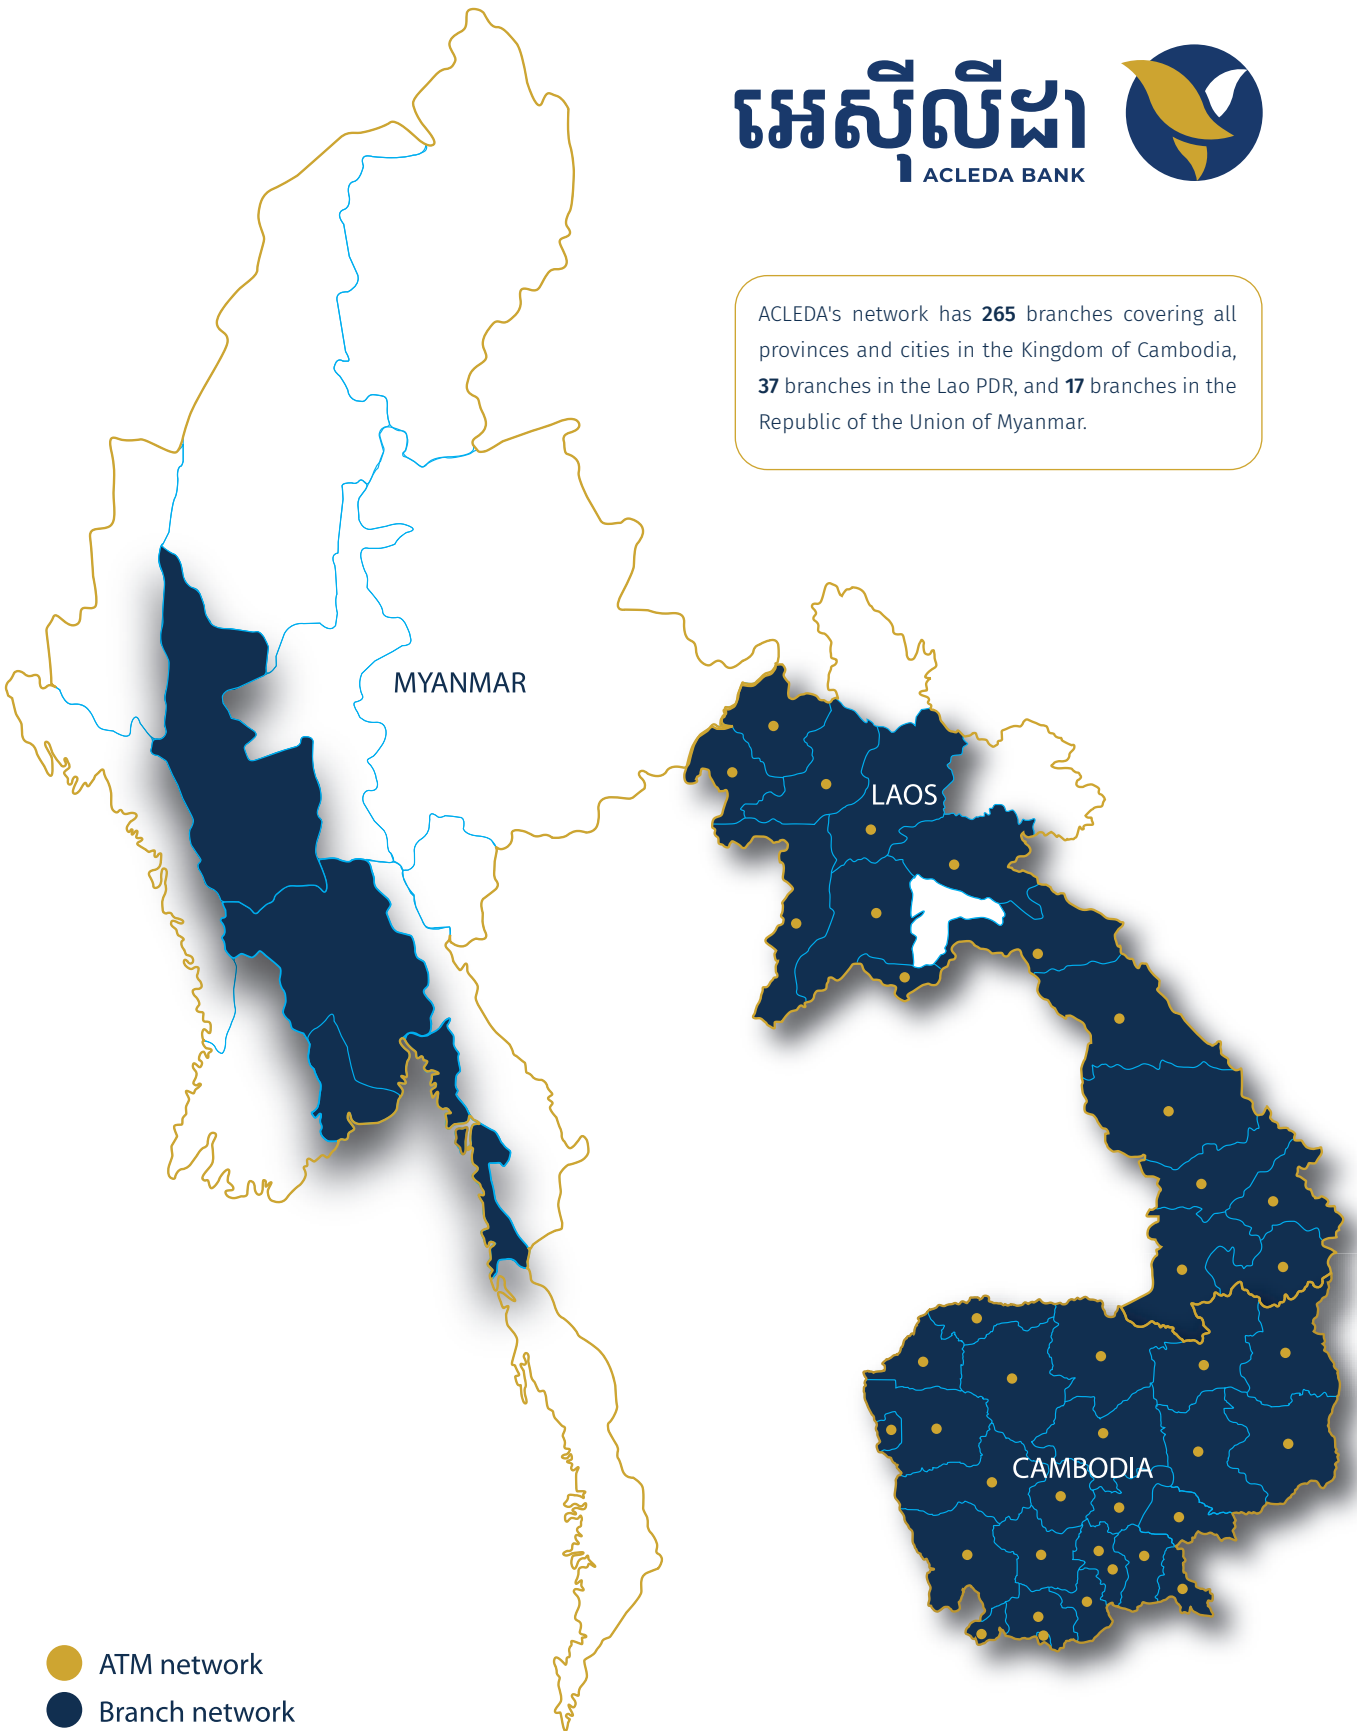 អេស៊ីលីដា
ACLEDA BANK
ACLEDA's network has 265 branches covering all
provinces and cities in the Kingdom of Cambodia,
37 branches in the Lao PDR, and 17 branches in the
Republic of the Union of Myanmar.
MYANMAR
LAOS
CAMBODIA
ATM network
Branch network